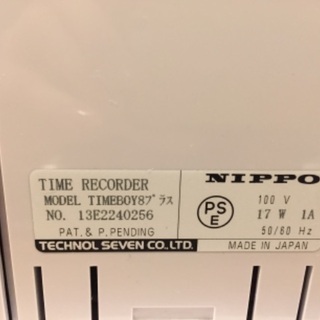 TIME RECORDER
MODEL TIMEBOY8プラス
NO. 13E2240256
PAT. & P. PENDING
TECHNOL SEVEN CO.,LTD.
NIPPO
PSE
100 V
17 W 1A
50/60 Hz
MADE IN JAPAN